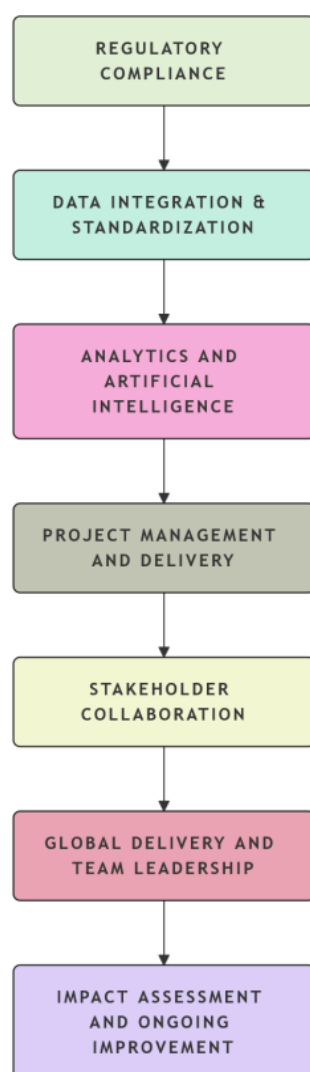 REGULATORY
COMPLIANCE
DATA INTEGRATION &
STANDARDIZATION
ANALYTICS AND
ARTIFICIAL
INTELLIGENCE
PROJECT MANAGEMENT
AND DELIVERY
STAKEHOLDER
COLLABORATION
GLOBAL DELIVERY AND
TEAM LEADERSHIP
IMPACT ASSESSMENT
AND ONGOING
IMPROVEMENT